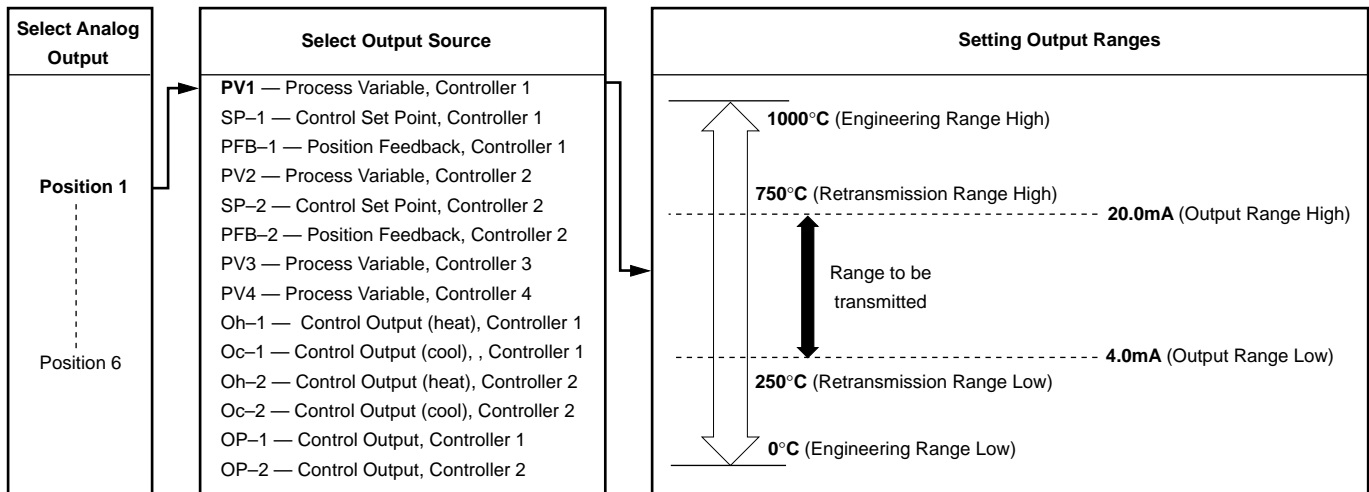 Select Analog
Output
Position 1
Position 6
Select Output Source
PV1 — Process Variable, Controller 1
SP–1 — Control Set Point, Controller 1
PFB–1 — Position Feedback, Controller 1
PV2 — Process Variable, Controller 2
SP–2 — Control Set Point, Controller 2
PFB–2 — Position Feedback, Controller 2
PV3 — Process Variable, Controller 3
PV4 — Process Variable, Controller 4
Oh–1 — Control Output (heat), Controller 1
Oc–1 — Control Output (cool), , Controller 1
Oh–2 — Control Output (heat), Controller 2
Oc–2 — Control Output (cool), Controller 2
OP–1 — Control Output, Controller 1
OP–2 — Control Output, Controller 2
Setting Output Ranges
1000°C (Engineering Range High)
750°C (Retransmission Range High)
20.0mA (Output Range High)
Range to be
transmitted
4.0mA (Output Range Low)
250°C (Retransmission Range Low)
0°C (Engineering Range Low)